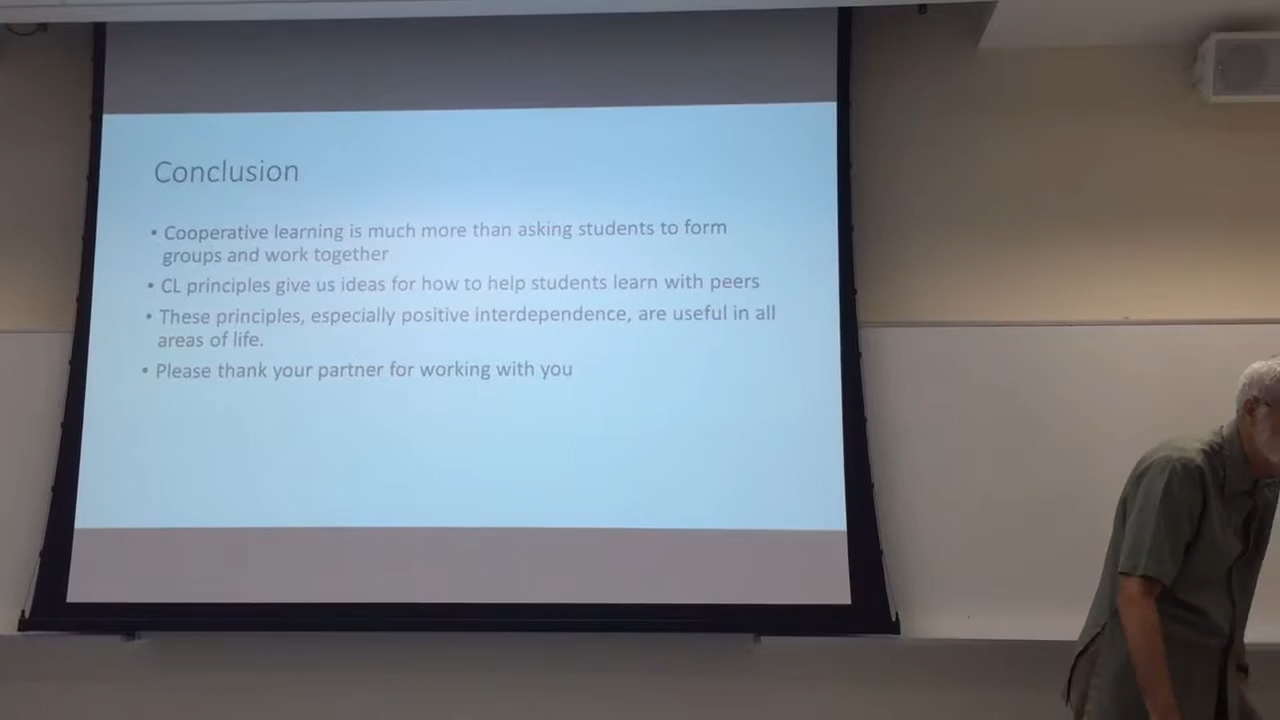 Conclusion
• Cooperative learning is much more than asking students to form
groups and work together
• CL principles give us ideas for how to help students learn with peers
• These principles, especially positive interdependence, are useful in all
areas of life.
• Please thank your partner for working with you